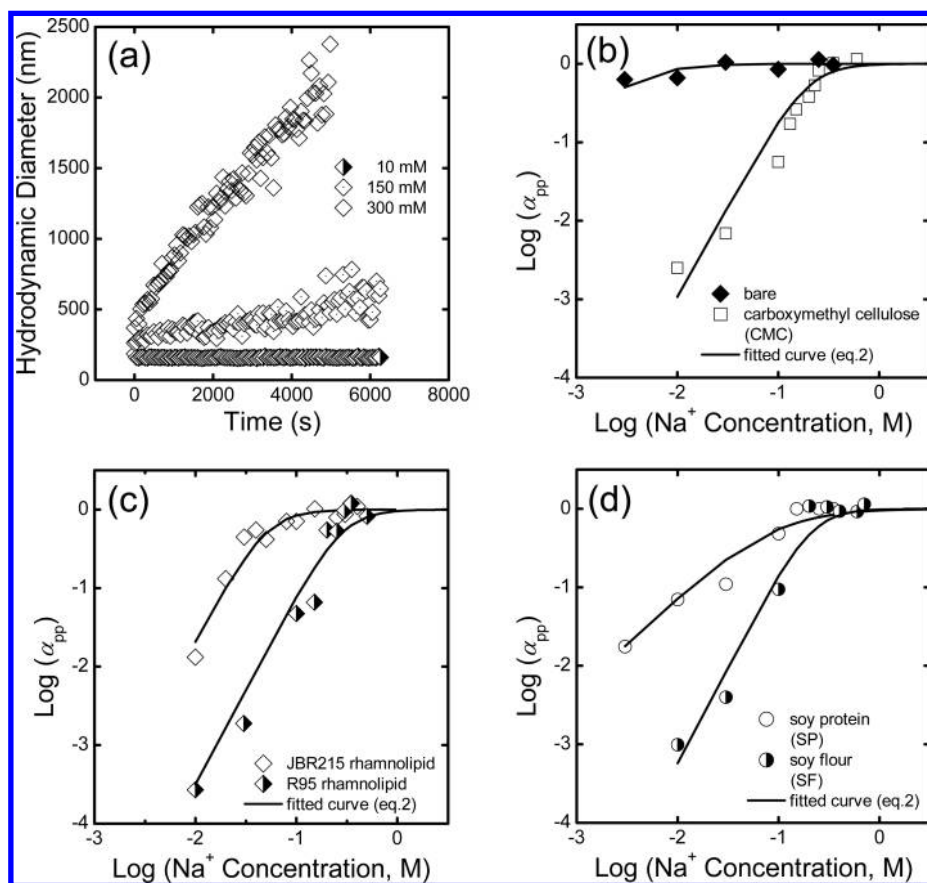 (a)
Hydrodynamic Diameter (nm)
2500
2000
1500
1000
500
0
10 mM
150 mM
300 mM
0 2000 4000 6000 8000
Time (s)
(b)
Log (αpp)
0
-1
-2
-3
-4
bare
carboxymethyl cellulose
(CMC)
fitted curve (eq.2)
-3 -2 -1 0
Log (Na⁺ Concentration, M)
(c)
Log (αpp)
0
-1
-2
-3
-4
JBR215 rhamnolipid
R95 rhamnolipid
fitted curve (eq.2)
-3 -2 -1 0
Log (Na⁺ Concentration, M)
(d)
Log (αpp)
0
-1
-2
-3
-4
soy protein
(SP)
soy flour
(SF)
fitted curve (eq.2)
-3 -2 -1 0
Log (Na⁺ Concentration, M)